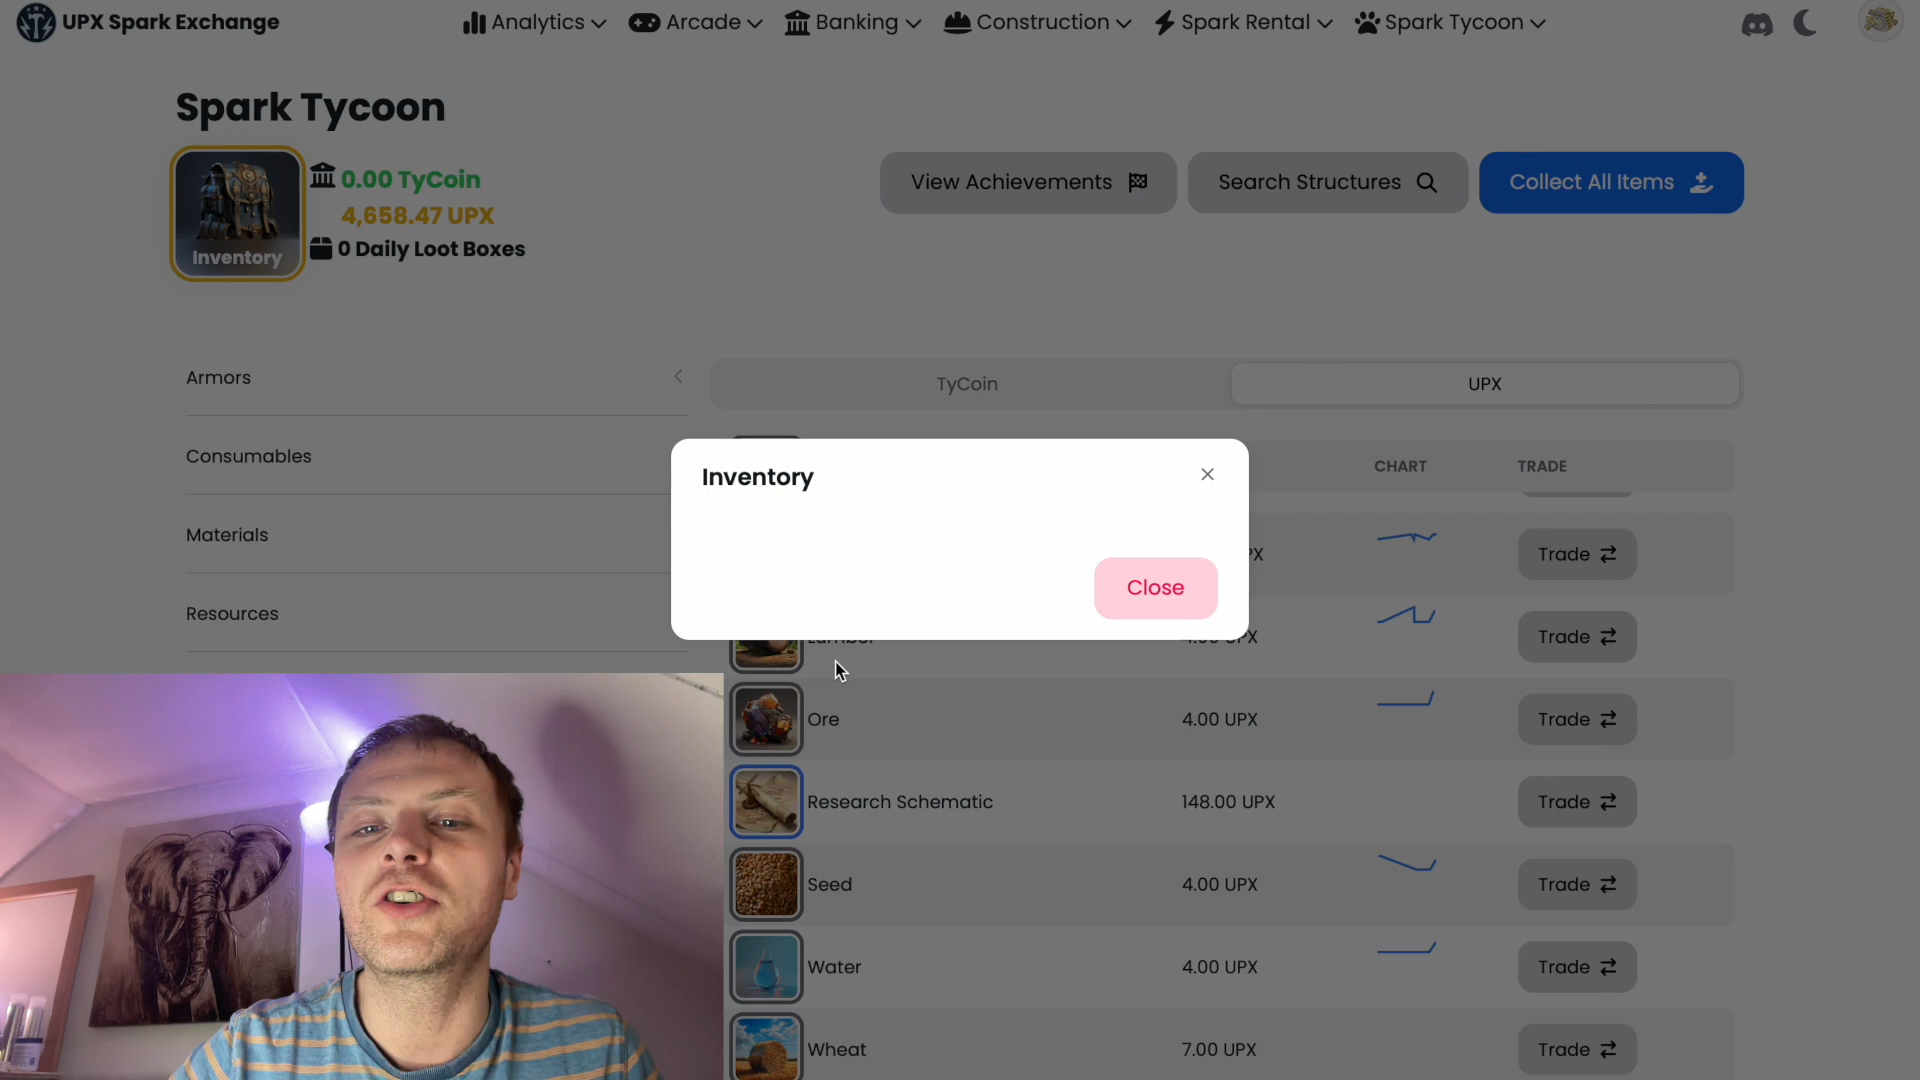 UPX Spark Exchange
Analytics
Arcade
Banking
Construction
Spark Rental
Spark Tycoon
Spark Tycoon
0.00 TyCoin
4,658.47 UPX
0 Daily Loot Boxes
Inventory
View Achievements
Search Structures
Collect All Items
Armors
Consumables
Materials
Resources
TyCoin
UPX
CHART
TRADE
Inventory
Close
Trade
Trade
Ore
4.00 UPX
Trade
Research Schematic
148.00 UPX
Trade
Seed
4.00 UPX
Trade
Water
4.00 UPX
Trade
Wheat
7.00 UPX
Trade